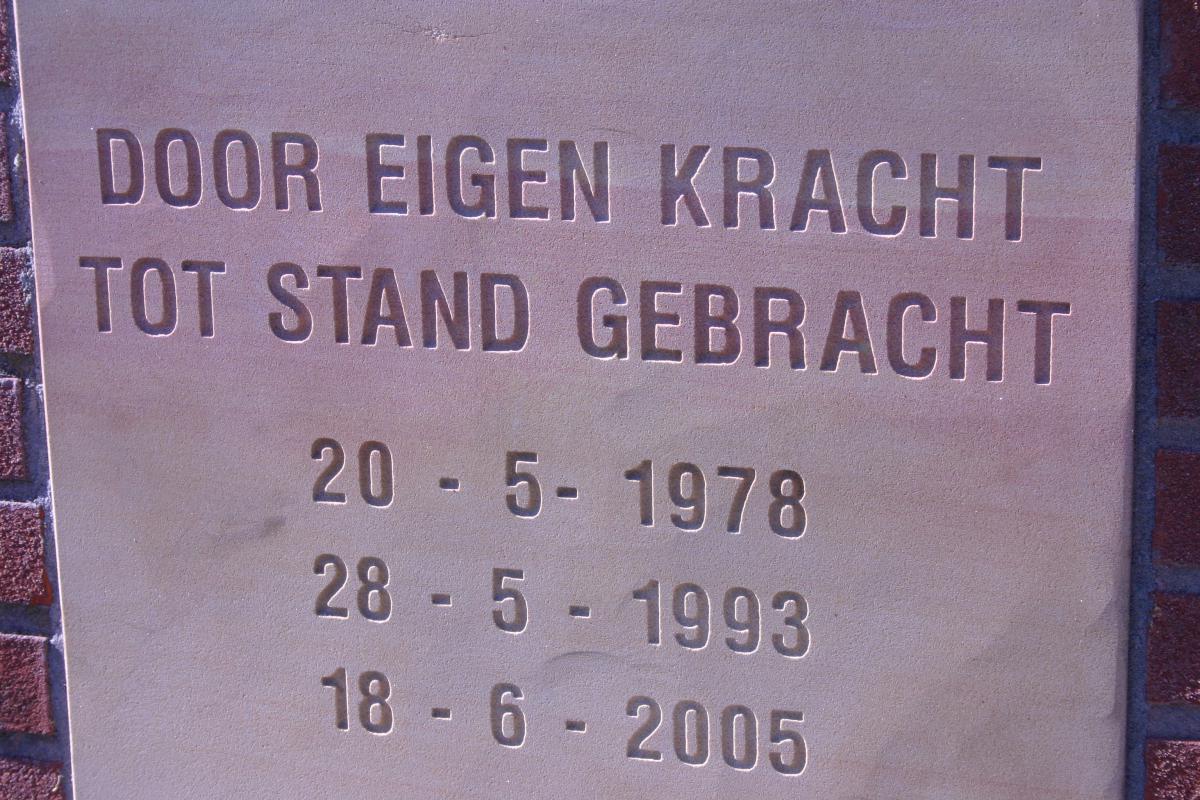 DOOR EIGEN KRACHT
TOT STAND GEBRACHT
20 - 5 - 1978
28 - 5 - 1993
18 - 6 - 2005